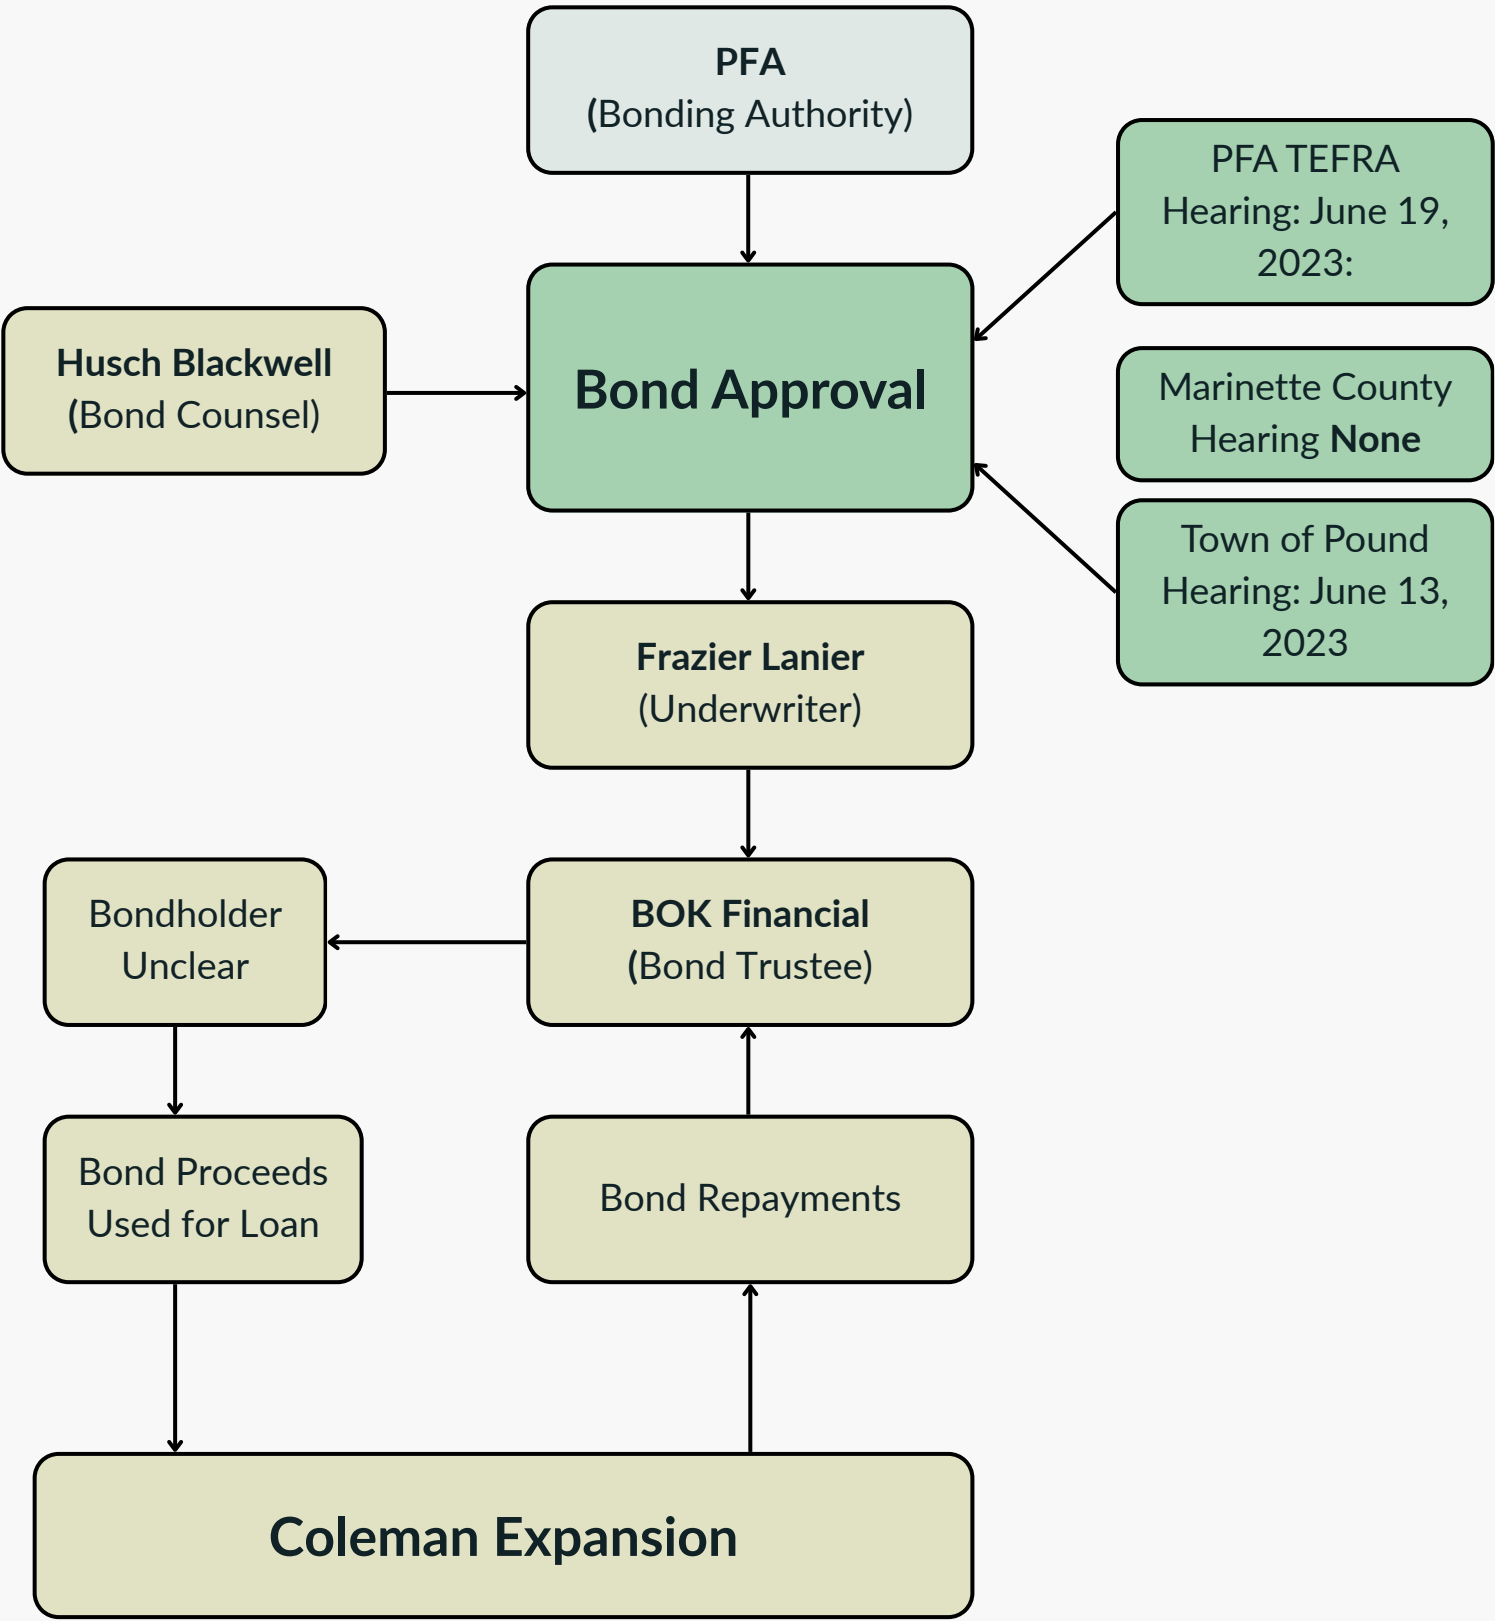 PFA
(Bonding Authority)
PFA TEFRA
Hearing: June 19,
2023:
Husch Blackwell
(Bond Counsel)
Bond Approval
Marinette County
Hearing None
Town of Pound
Hearing: June 13,
2023
Frazier Lanier
(Underwriter)
Bondholder
Unclear
BOK Financial
(Bond Trustee)
Bond Proceeds
Used for Loan
Bond Repayments
Coleman Expansion